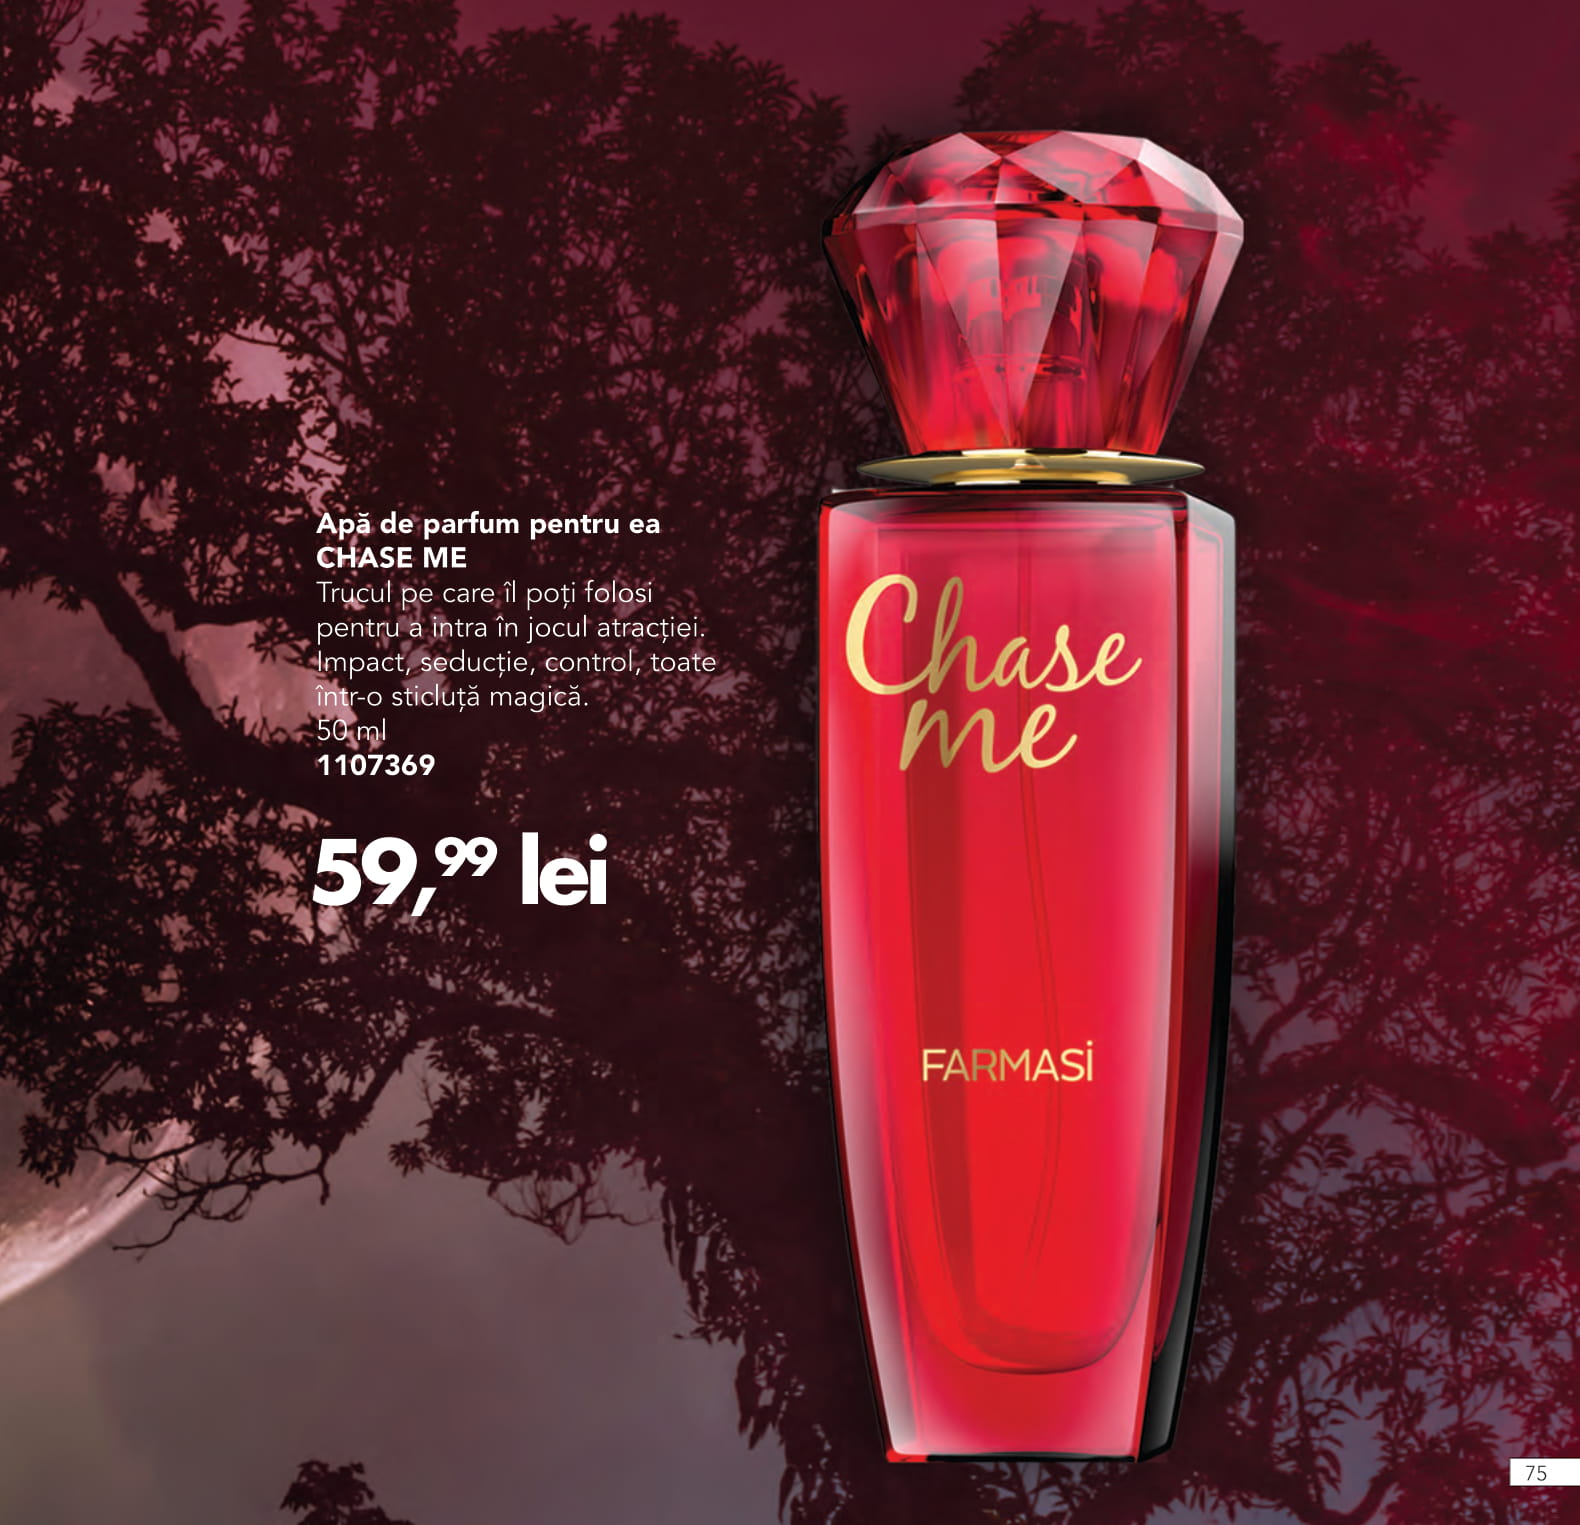 Apă de parfum pentru ea
CHASE ME
Trucul pe care îl poți folosi
pentru a intra în jocul atracției.
Impact, seducție, control, toate
într-o sticluță magică.
50 ml
1107369
59,99 lei
Chase
me
FARMASİ
75